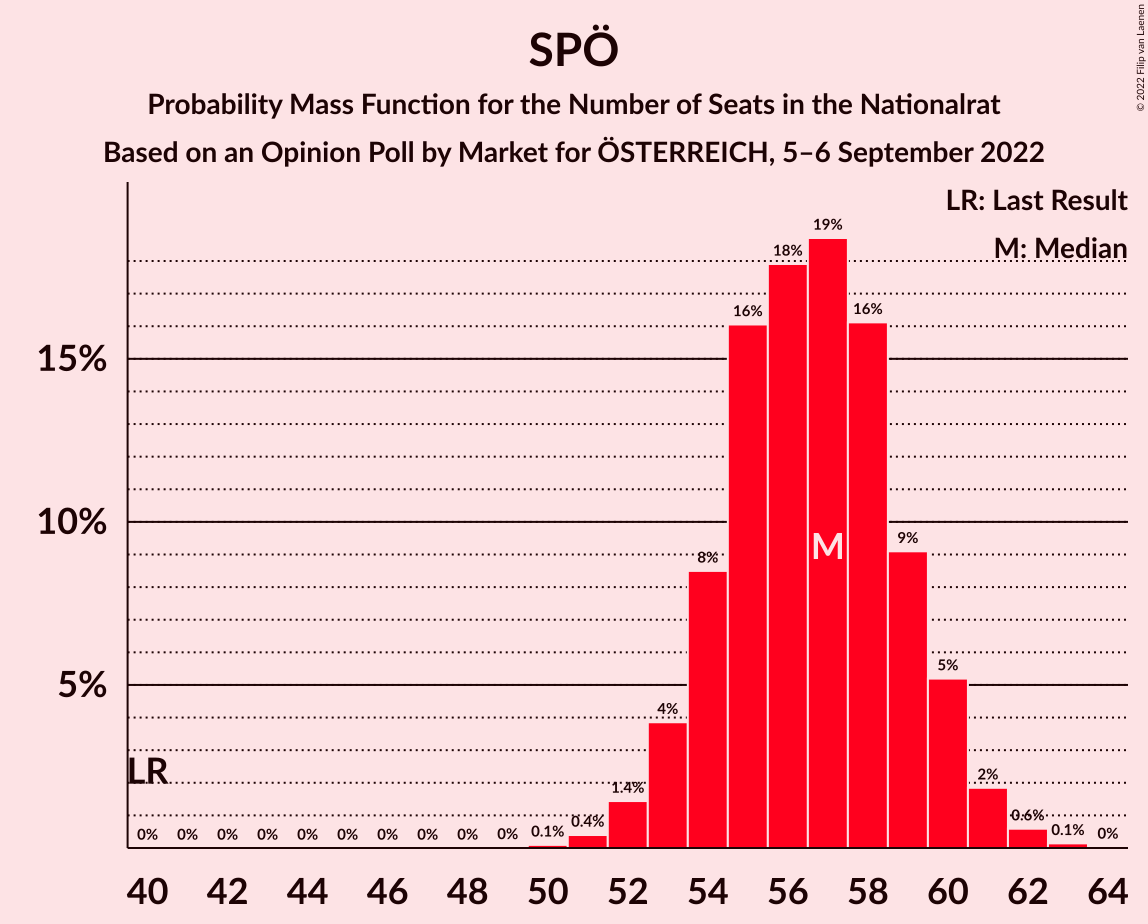 SPÖ
Probability Mass Function for the Number of Seats in the Nationalrat
Based on an Opinion Poll by Market for ÖSTERREICH, 5–6 September 2022
© 2022 Filip van Laenen
LR: Last Result
M: Median
15%
10%
5%
LR
M
0% 0% 0% 0% 0% 0% 0% 0% 0% 0% 0.1% 0.4% 1.4% 4% 8% 16% 18% 19% 16% 9% 5% 2% 0.6% 0.1% 0%
40 42 44 46 48 50 52 54 56 58 60 62 64